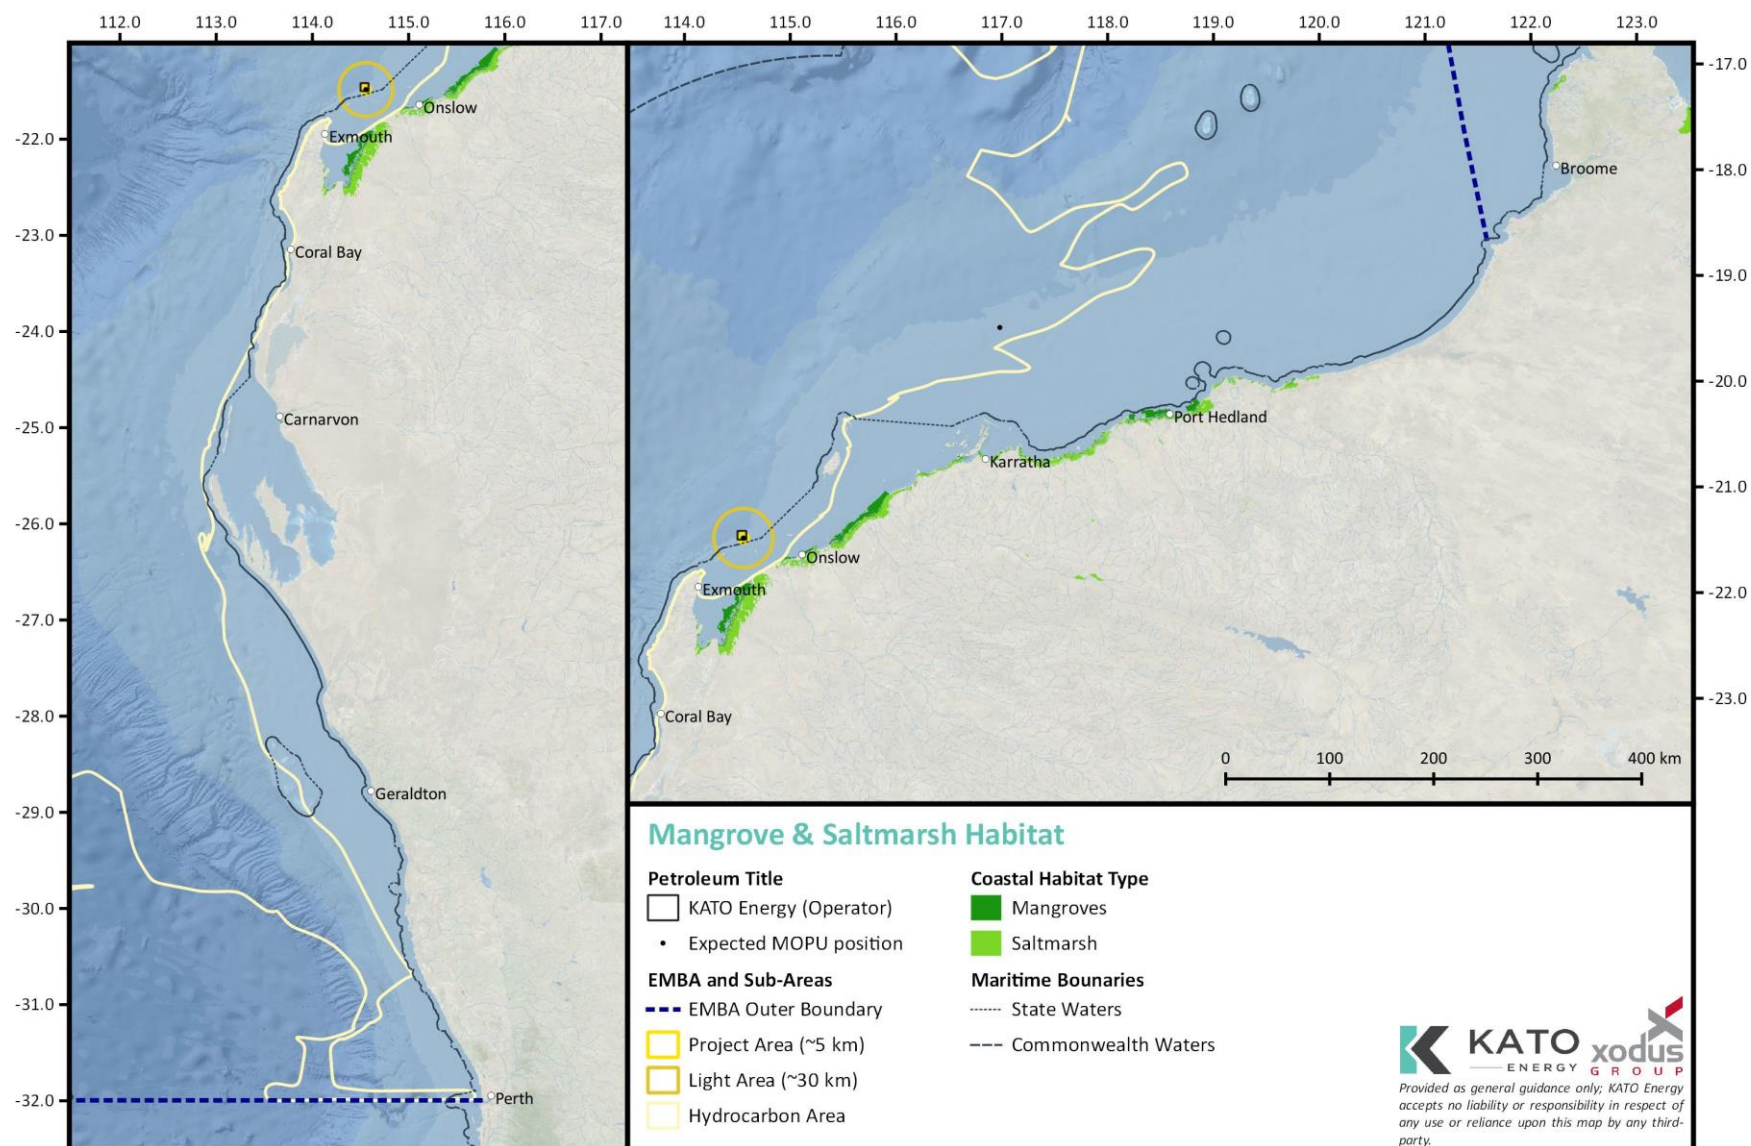 112.0 113.0 114.0 115.0 116.0 117.0
114.0 115.0 116.0 117.0 118.0 119.0 120.0 121.0 122.0 123.0
-22.0
-23.0
-24.0
-25.0
-26.0
-27.0
-28.0
-29.0
-30.0
-31.0
-32.0
Onslow
Exmouth
Coral Bay
Carnarvon
Geraldton
Perth
-17.0
-18.0
-19.0
-20.0
-21.0
-22.0
-23.0
Broome
Port Hedland
Karratha
Onslow
Exmouth
Coral Bay
0 100 200 300 400 km
Mangrove & Saltmarsh Habitat
Petroleum Title
KATO Energy (Operator)
Expected MOPU position
EMBA and Sub-Areas
EMBA Outer Boundary
Project Area (~5 km)
Light Area (~30 km)
Hydrocarbon Area
Coastal Habitat Type
Mangroves
Saltmarsh
Maritime Bounaries
State Waters
Commonwealth Waters
KATO
ENERGY
xodus
GROUP
Provided as general guidance only; KATO Energy
accepts no liability or responsibility in respect of
any use or reliance upon this map by any third-
party.